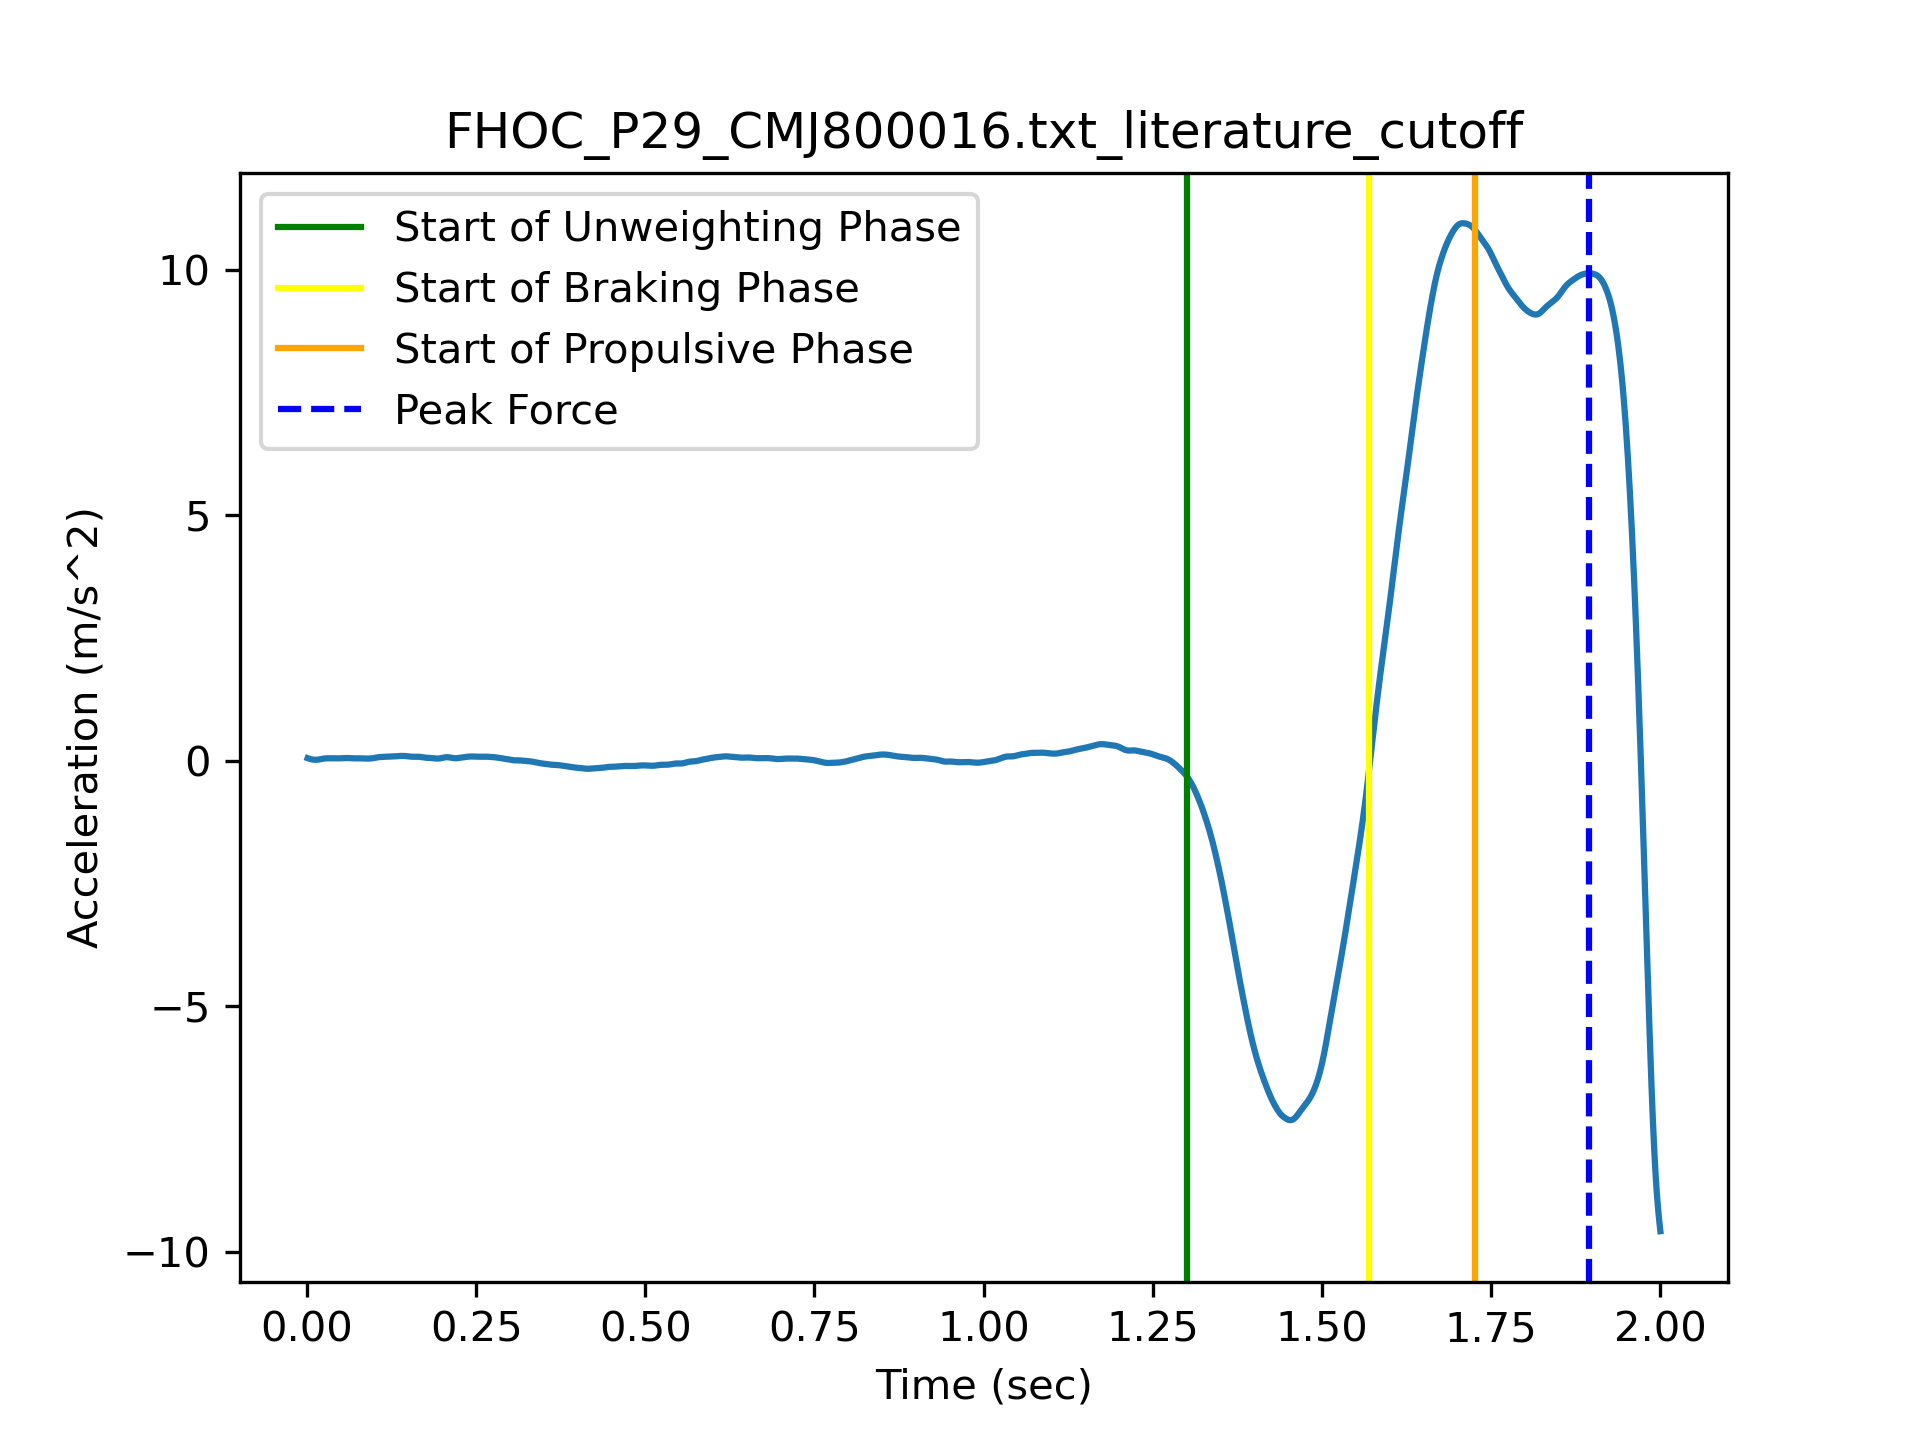 FHOC_P29_CMJ800016.txt_literature_cutoff
Start of Unweighting Phase
Start of Braking Phase
Start of Propulsive Phase
Peak Force
10
5
0
−5
−10
Acceleration (m/s^2)
0.00 0.25 0.50 0.75 1.00 1.25 1.50 1.75 2.00
Time (sec)